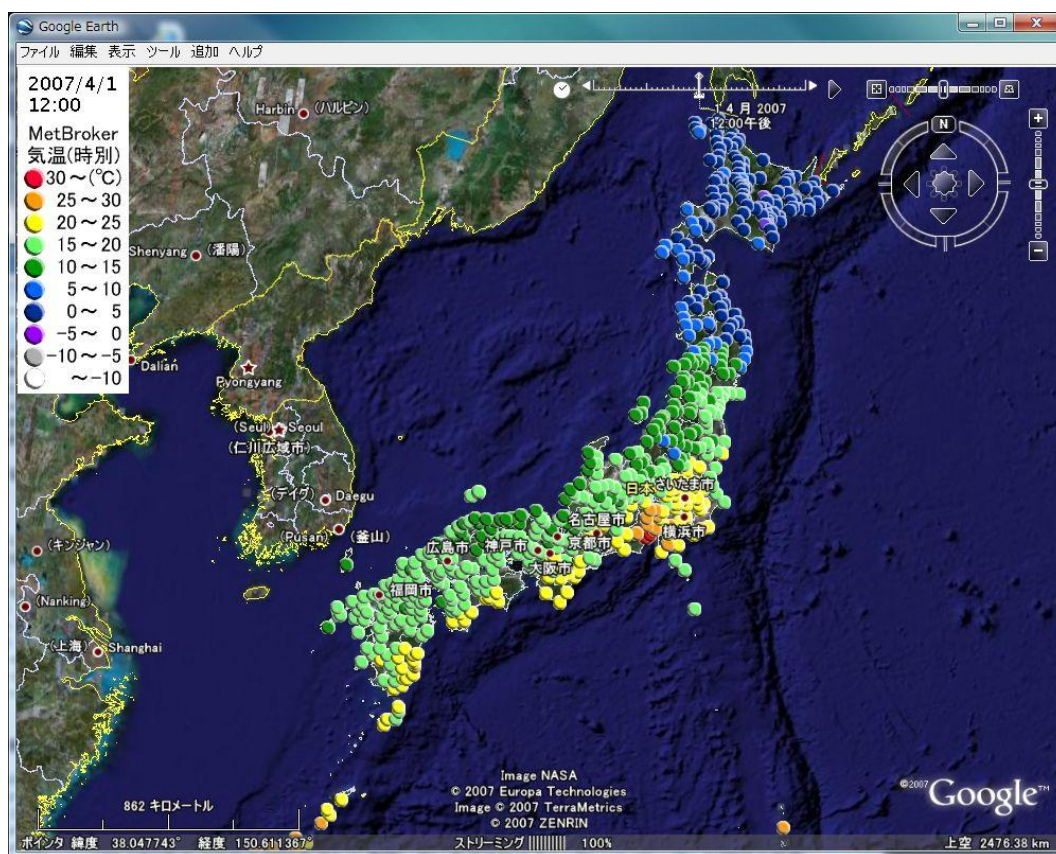 Google Earth
ファイル 編集 表示 ツール 追加 ヘルプ
2007/4/1
12:00
MetBroker
気温(時別)
30～(℃)
25～30
20～25
15～20
10～15
5～10
0～5
-5～0
-10～-5
～-10
1 4月 2007
12:00午後
N
Harbin (ハルビン)
Shenyang (瀋陽)
Dalian
Pyongyang
(Seul) Seoul
(仁川広域市)
(テイグ) Daegu
(Pusan) (釜山)
(キンジャン)
(Nanking)
(上海) Shanghai
日本 さいたま市
名古屋市
横浜市
広島市 神戸市 京都市
大阪市
福岡市
Image NASA
© 2007 Europa Technologies
Image © 2007 TerraMetrics
© 2007 ZENRIN
©2007 Google™
862 キロメートル
ポインタ 緯度 38.047743° 経度 150.611367° ストリーミング 100% 上空 2476.38 km